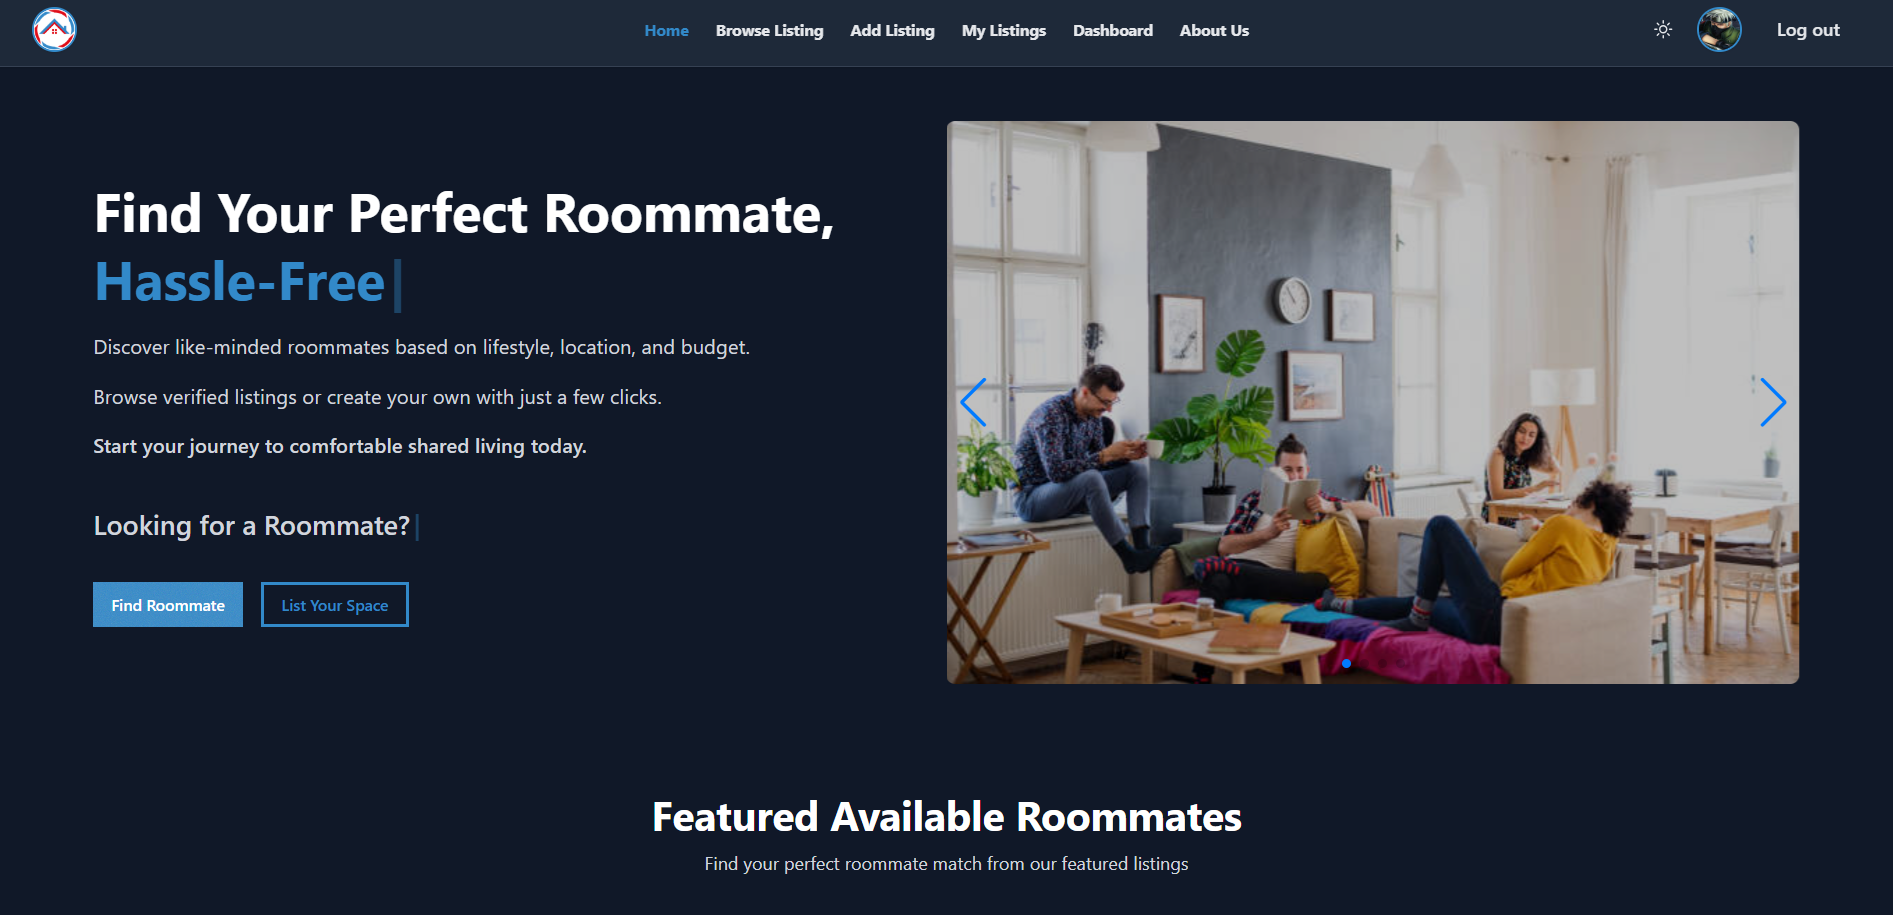 Home Browse Listing Add Listing My Listings Dashboard About Us Log out
Find Your Perfect Roommate,
Hassle-Free
Discover like-minded roommates based on lifestyle, location, and budget.
Browse verified listings or create your own with just a few clicks.
Start your journey to comfortable shared living today.
Looking for a Roommate?
Find Roommate List Your Space
Featured Available Roommates
Find your perfect roommate match from our featured listings